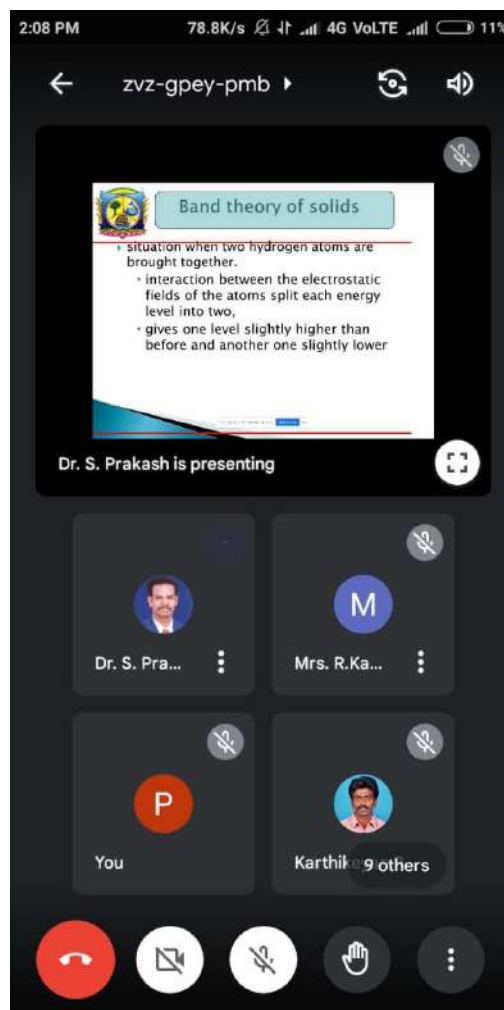 2:08 PM 78.8K/s 4G VoLTE 11%
zvz-gpey-pmb
Band theory of solids
situation when two hydrogen atoms are
brought together.
interaction between the electrostatic
fields of the atoms split each energy
level into two,
gives one level slightly higher than
before and another one slightly lower
Dr. S. Prakash is presenting
M
Dr. S. Pra... Mrs. R.Ka...
P
You Karthik 9 others